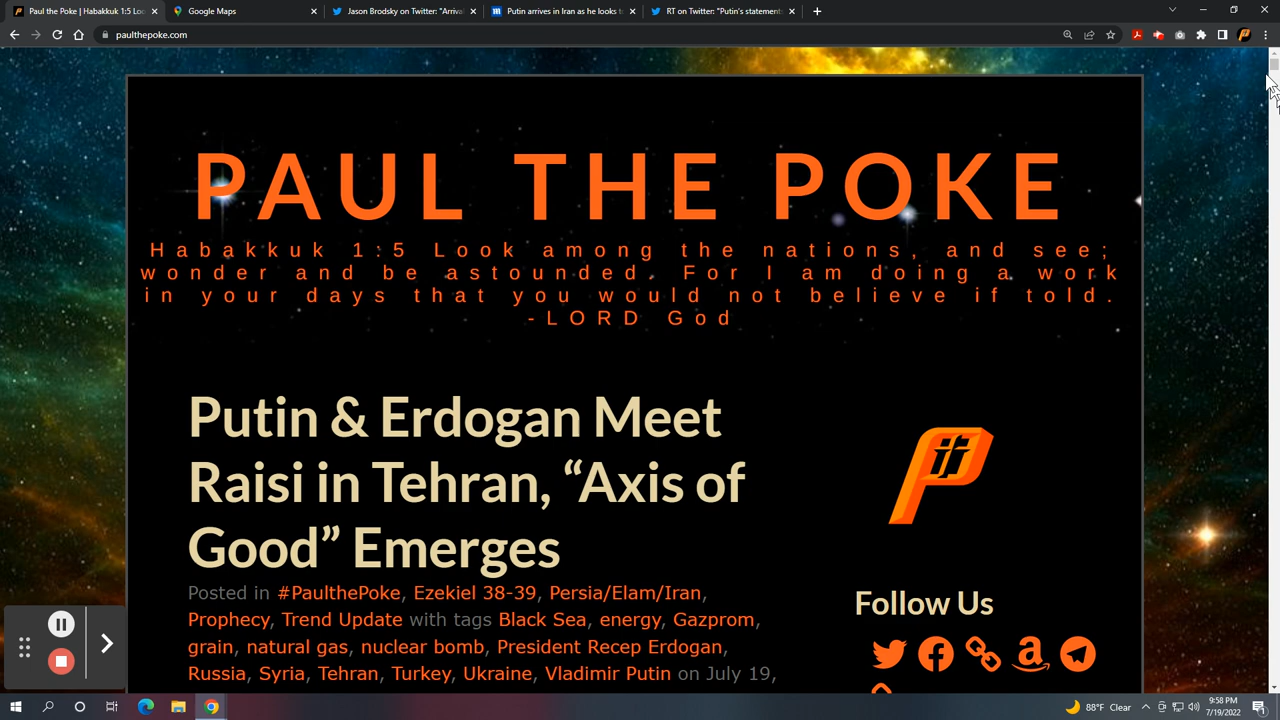 Paul the Poke | Habakkuk 1:5 Loo
Google Maps
Jason Brodsky on Twitter: "Arrival
Putin arrives in Iran as he looks t
RT on Twitter: "Putin's statement
paulthepoke.com
PAUL THE POKE
Habakkuk 1:5 Look among the nations, and see;
wonder and be astounded. For I am doing a work
in your days that you would not believe if told.
-LORD God
Putin & Erdogan Meet
Raisi in Tehran, “Axis of
Good” Emerges
Posted in #PaulthePoke, Ezekiel 38-39, Persia/Elam/Iran,
Prophecy, Trend Update with tags Black Sea, energy, Gazprom,
grain, natural gas, nuclear bomb, President Recep Erdogan,
Russia, Syria, Tehran, Turkey, Ukraine, Vladimir Putin on July 19,
Follow Us
88°F Clear
9:58 PM
7/19/2022